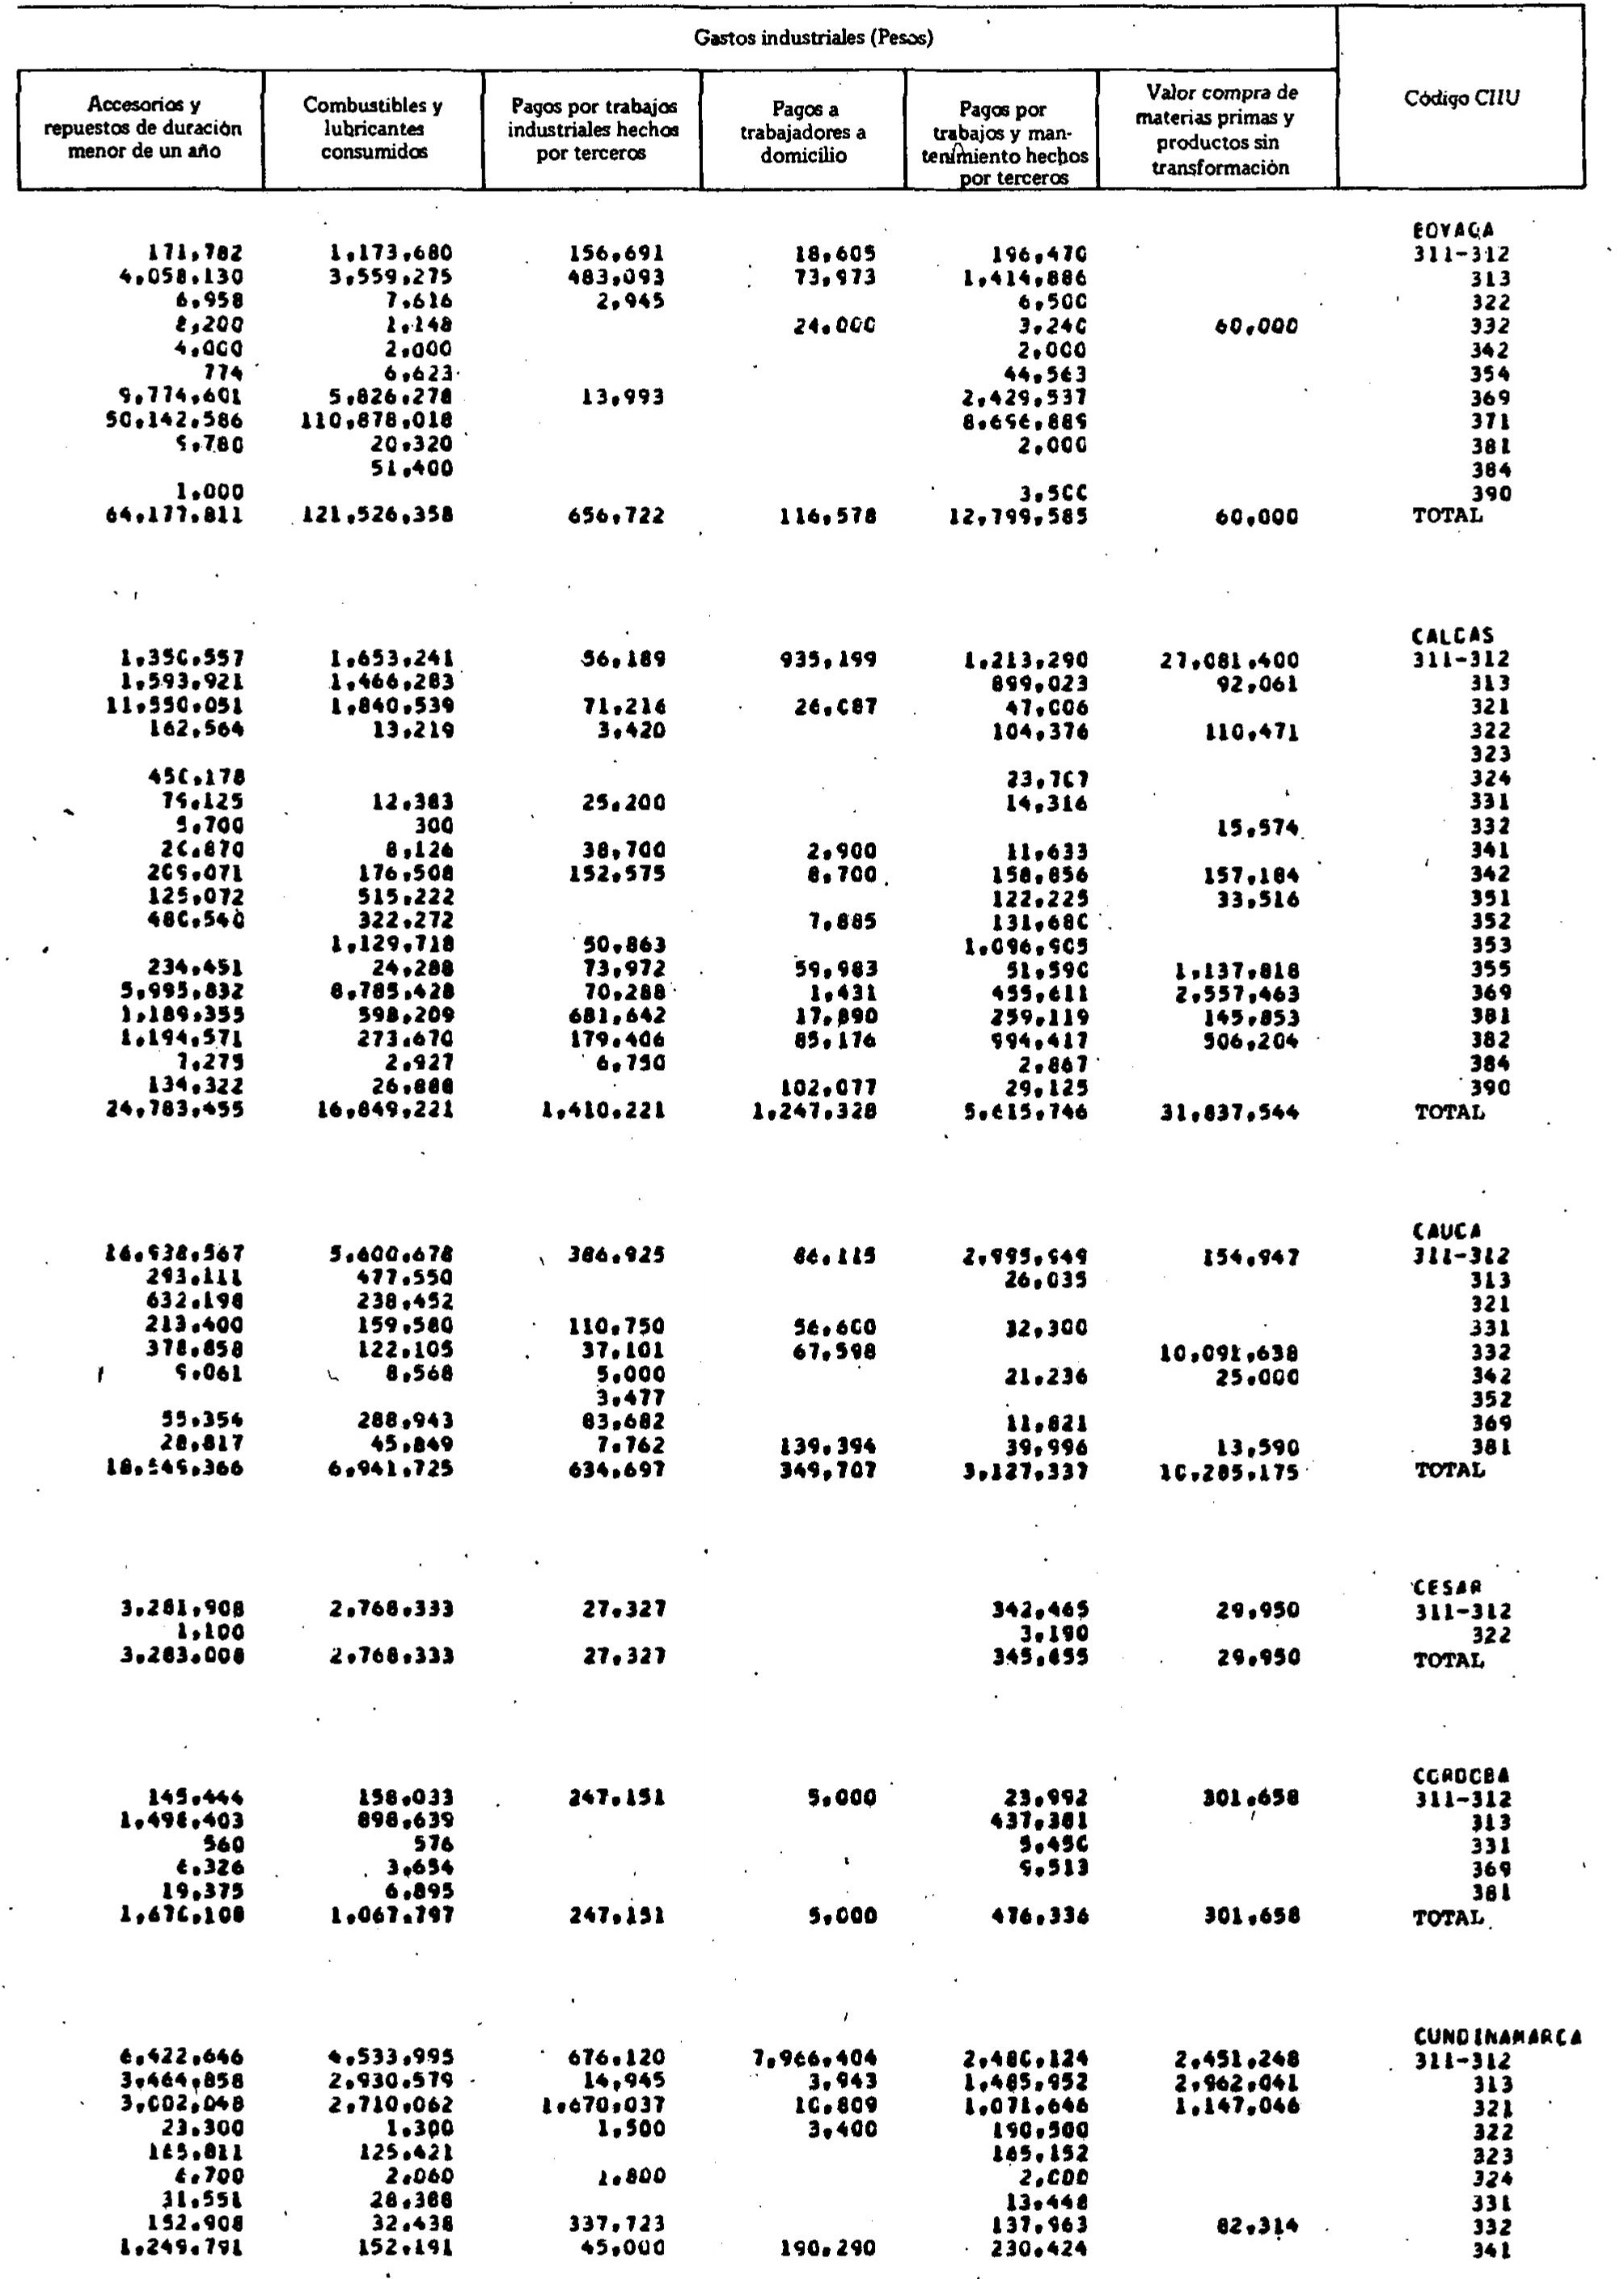 Gastos industriales (Pesos)
Accesorios y repuestos de duración menor de un año
Combustibles y lubricantes consumidos
Pagos por trabajos industriales hechos por terceros
Pagos a trabajadores a domicilio
Pagos por trabajos y man-tenimiento hechos por terceros
Valor compra de materias primas y productos sin transformación
Código CIIU
BOYACA
171,782 1,173,680 156,691 18,605 196,470 311-312
4,058,130 3,559,275 483,093 73,973 1,414,886 313
6,958 7,616 2,945 6,500 322
8,200 1,148 24,000 3,240 60,000 332
4,000 2,000 2,000 342
774 6,623 44,563 354
9,774,601 5,826,278 13,993 2,429,537 369
50,142,586 110,878,018 8,696,889 371
9,780 20,320 2,000 381
51,400 384
1,000 3,500 390
64,177,811 121,526,358 656,722 116,578 12,799,585 60,000 TOTAL
CALDAS
1,350,557 1,653,241 56,189 935,199 1,213,290 27,081,400 311-312
1,593,921 1,466,283 899,023 92,061 313
11,550,051 1,840,539 71,216 26,087 47,006 321
162,564 13,219 3,420 104,376 110,471 322
323
450,178 23,707 324
79,125 12,383 25,200 14,316 331
5,700 300 15,574 332
20,870 8,126 38,700 2,900 11,633 341
209,071 176,508 152,575 8,700 158,856 157,184 342
125,072 515,222 122,225 33,516 351
480,540 322,272 7,885 131,680 352
1,129,718 50,863 1,096,905 353
234,451 24,288 73,972 59,983 51,590 1,137,818 355
5,995,832 8,785,428 70,288 1,431 455,611 2,557,463 369
1,189,355 598,209 681,642 17,890 259,119 145,853 381
1,194,571 273,670 179,406 85,176 994,417 506,204 382
7,275 2,927 6,750 2,867 384
134,322 26,888 102,077 29,125 390
24,783,455 16,849,221 1,410,221 1,247,328 5,615,746 31,837,544 TOTAL
CAUCA
16,938,567 5,600,678 386,925 86,115 2,995,949 154,947 311-312
293,111 477,550 26,035 313
632,198 238,452 321
213,400 159,580 110,750 56,600 32,300 331
378,858 122,105 37,101 67,598 10,091,638 332
9,061 8,568 5,000 21,236 25,000 342
3,477 352
55,354 288,943 83,682 11,821 369
28,817 45,849 7,762 139,394 39,996 13,590 381
18,549,366 6,941,725 634,697 349,707 3,127,337 10,285,175 TOTAL
CESAR
3,281,908 2,768,333 27,327 342,465 29,950 311-312
1,100 3,190 322
3,283,008 2,768,333 27,327 345,655 29,950 TOTAL
CORDOBA
145,444 158,033 247,151 5,000 23,992 301,658 311-312
1,498,403 898,639 437,381 313
560 576 5,450 331
6,326 3,654 9,513 369
19,375 6,895 381
1,670,108 1,067,797 247,151 5,000 476,336 301,658 TOTAL
CUNDINAMARCA
6,422,646 4,533,995 676,120 7,966,404 2,480,124 2,451,248 311-312
3,464,858 2,930,579 14,945 3,943 1,485,952 2,962,041 313
3,002,048 2,710,062 1,670,037 10,809 1,071,646 1,147,046 321
23,300 1,300 1,500 3,400 190,500 322
165,811 125,421 165,152 323
6,700 2,060 1,800 2,000 324
31,551 28,388 13,448 331
152,908 32,438 337,723 137,963 82,314 332
1,249,791 152,191 45,000 190,290 230,424 341